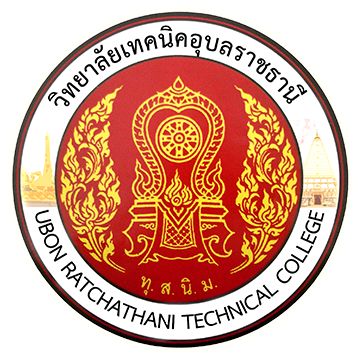 วิทยาลัยเทคนิคอุบลราชธานี
ทุ. ส. นิ. ม.
UBON RATCHATHANI TECHNICAL COLLEGE